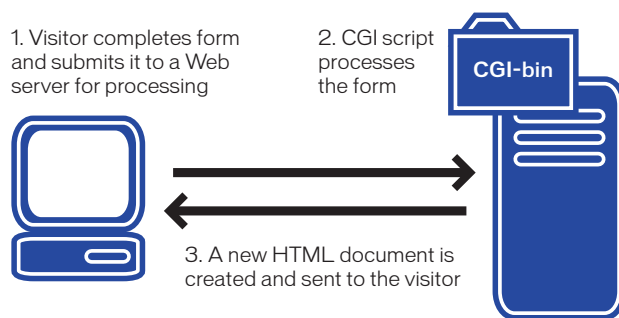 1. Visitor completes form
and submits it to a Web
server for processing
2. CGI script
processes
the form
CGI-bin
3. A new HTML document is
created and sent to the visitor